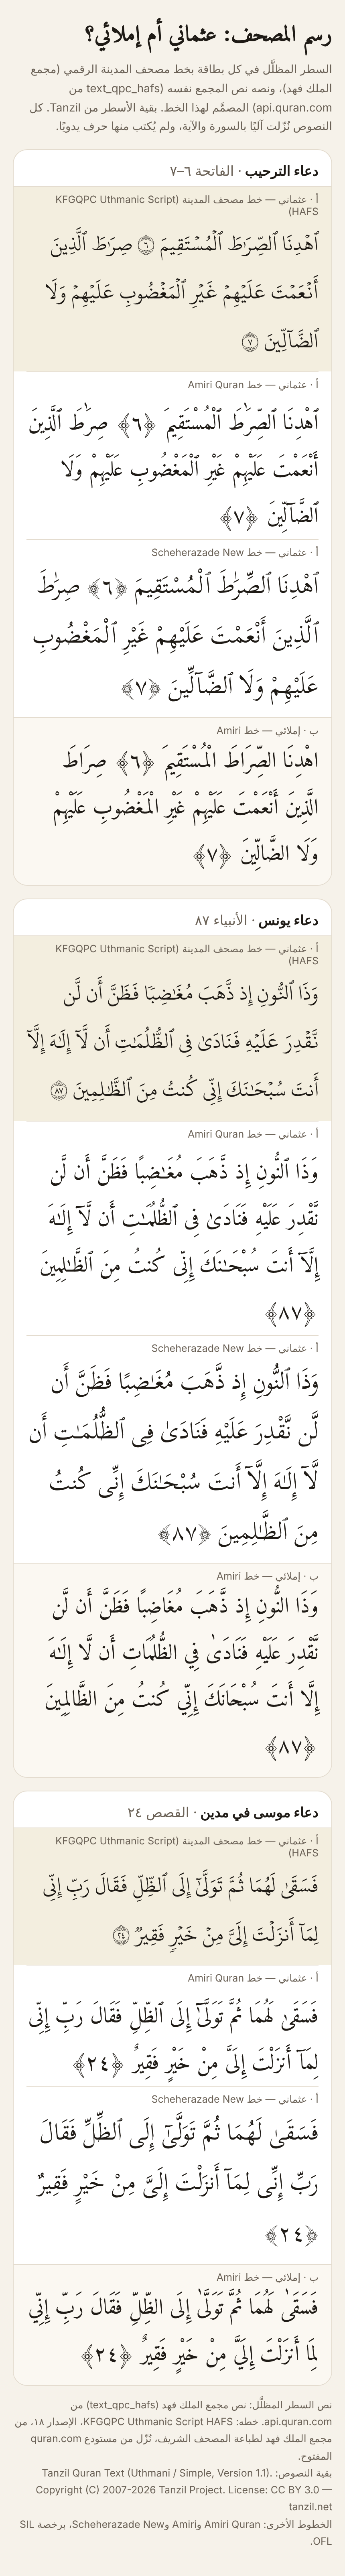 رسم المصحف: عثماني أم إملائي؟
السطر المظلَّل في كل بطاقة بخط مصحف المدينة الرقمي (مجمع
الملك فهد)، ونصه نص المجمع نفسه (text_qpc_hafs من
api.quran.com) المصمَّم لهذا الخط. بقية الأسطر من Tanzil. كل
النصوص نُزّلت آليًا بالسورة والآية، ولم يُكتب منها حرف يدويًا.
دعاء الترحيب · الفاتحة ٦–٧
أ · عثماني — خط مصحف المدينة (KFGQPC Uthmanic Script
HAFS)
ٱهۡدِنَا ٱلصِّرَٰطَ ٱلۡمُسۡتَقِيمَ ٦ صِرَٰطَ ٱلَّذِينَ
أَنۡعَمۡتَ عَلَيۡهِمۡ غَيۡرِ ٱلۡمَغۡضُوبِ عَلَيۡهِمۡ وَلَا
ٱلضَّآلِّينَ ٧
أ · عثماني — خط Amiri Quran
ٱهْدِنَا ٱلصِّرَٰطَ ٱلْمُسْتَقِيمَ ﴿٦﴾ صِرَٰطَ ٱلَّذِينَ
أَنْعَمْتَ عَلَيْهِمْ غَيْرِ ٱلْمَغْضُوبِ عَلَيْهِمْ وَلَا
ٱلضَّآلِّينَ ﴿٧﴾
أ · عثماني — خط Scheherazade New
ٱهْدِنَا ٱلصِّرَٰطَ ٱلْمُسْتَقِيمَ ﴿٦﴾ صِرَٰطَ
ٱلَّذِينَ أَنْعَمْتَ عَلَيْهِمْ غَيْرِ ٱلْمَغْضُوبِ
عَلَيْهِمْ وَلَا ٱلضَّآلِّينَ ﴿٧﴾
ب · إملائي — خط Amiri
اهْدِنَا الصِّرَاطَ الْمُسْتَقِيمَ ﴿٦﴾ صِرَاطَ
الَّذِينَ أَنْعَمْتَ عَلَيْهِمْ غَيْرِ الْمَغْضُوبِ عَلَيْهِمْ
وَلَا الضَّالِّينَ ﴿٧﴾
دعاء يونس · الأنبياء ٨٧
أ · عثماني — خط مصحف المدينة (KFGQPC Uthmanic Script
HAFS)
وَذَا ٱلنُّونِ إِذ ذَّهَبَ مُغَٰضِبٗا فَظَنَّ أَن لَّن
نَّقۡدِرَ عَلَيۡهِ فَنَادَىٰ فِي ٱلظُّلُمَٰتِ أَن لَّآ إِلَٰهَ إِلَّآ
أَنتَ سُبۡحَٰنَكَ إِنِّي كُنتُ مِنَ ٱلظَّٰلِمِينَ ٨٧
أ · عثماني — خط Amiri Quran
وَذَا ٱلنُّونِ إِذ ذَّهَبَ مُغَٰضِبًا فَظَنَّ أَن لَّن
نَّقْدِرَ عَلَيْهِ فَنَادَىٰ فِى ٱلظُّلُمَٰتِ أَن لَّآ إِلَٰهَ
إِلَّآ أَنتَ سُبْحَٰنَكَ إِنِّى كُنتُ مِنَ ٱلظَّٰلِمِينَ
﴿٨٧﴾
أ · عثماني — خط Scheherazade New
وَذَا ٱلنُّونِ إِذ ذَّهَبَ مُغَٰضِبًا فَظَنَّ أَن
لَّن نَّقْدِرَ عَلَيْهِ فَنَادَىٰ فِى ٱلظُّلُمَٰتِ أَن
لَّآ إِلَٰهَ إِلَّآ أَنتَ سُبْحَٰنَكَ إِنِّى كُنتُ
مِنَ ٱلظَّٰلِمِينَ ﴿٨٧﴾
ب · إملائي — خط Amiri
وَذَا النُّونِ إِذ ذَّهَبَ مُغَاضِبًا فَظَنَّ أَن لَّن
نَّقْدِرَ عَلَيْهِ فَنَادَىٰ فِي الظُّلُمَاتِ أَن لَّا إِلَٰهَ
إِلَّا أَنتَ سُبْحَانَكَ إِنِّي كُنتُ مِنَ الظَّالِمِينَ
﴿٨٧﴾
دعاء موسى في مدين · القصص ٢٤
أ · عثماني — خط مصحف المدينة (KFGQPC Uthmanic Script
HAFS)
فَسَقَىٰ لَهُمَا ثُمَّ تَوَلَّىٰٓ إِلَى ٱلظِّلِّ فَقَالَ رَبِّ إِنِّي
لِمَآ أَنزَلۡتَ إِلَيَّ مِنۡ خَيۡرٖ فَقِيرٞ ٢٤
أ · عثماني — خط Amiri Quran
فَسَقَىٰ لَهُمَا ثُمَّ تَوَلَّىٰٓ إِلَى ٱلظِّلِّ فَقَالَ رَبِّ إِنِّى
لِمَآ أَنزَلْتَ إِلَىَّ مِنْ خَيْرٍ فَقِيرٌ ﴿٢٤﴾
أ · عثماني — خط Scheherazade New
فَسَقَىٰ لَهُمَا ثُمَّ تَوَلَّىٰٓ إِلَى ٱلظِّلِّ فَقَالَ
رَبِّ إِنِّى لِمَآ أَنزَلْتَ إِلَىَّ مِنْ خَيْرٍ فَقِيرٌ
﴿٢٤﴾
ب · إملائي — خط Amiri
فَسَقَىٰ لَهُمَا ثُمَّ تَوَلَّىٰ إِلَى الظِّلِّ فَقَالَ رَبِّ إِنِّي
لِمَا أَنزَلْتَ إِلَيَّ مِنْ خَيْرٍ فَقِيرٌ ﴿٢٤﴾
نص السطر المظلَّل: نص مجمع الملك فهد (text_qpc_hafs) من
api.quran.com. خطه: KFGQPC Uthmanic Script HAFS، الإصدار ١٨، من
مجمع الملك فهد لطباعة المصحف الشريف، نُزّل من مستودع quran.com
المفتوح.
بقية النصوص: Tanzil Quran Text (Uthmani / Simple, Version 1.1).
Copyright (C) 2007-2026 Tanzil Project. License: CC BY 3.0 —
tanzil.net
الخطوط الأخرى: Amiri Quran وAmiri وScheherazade New، برخصة SIL
OFL.